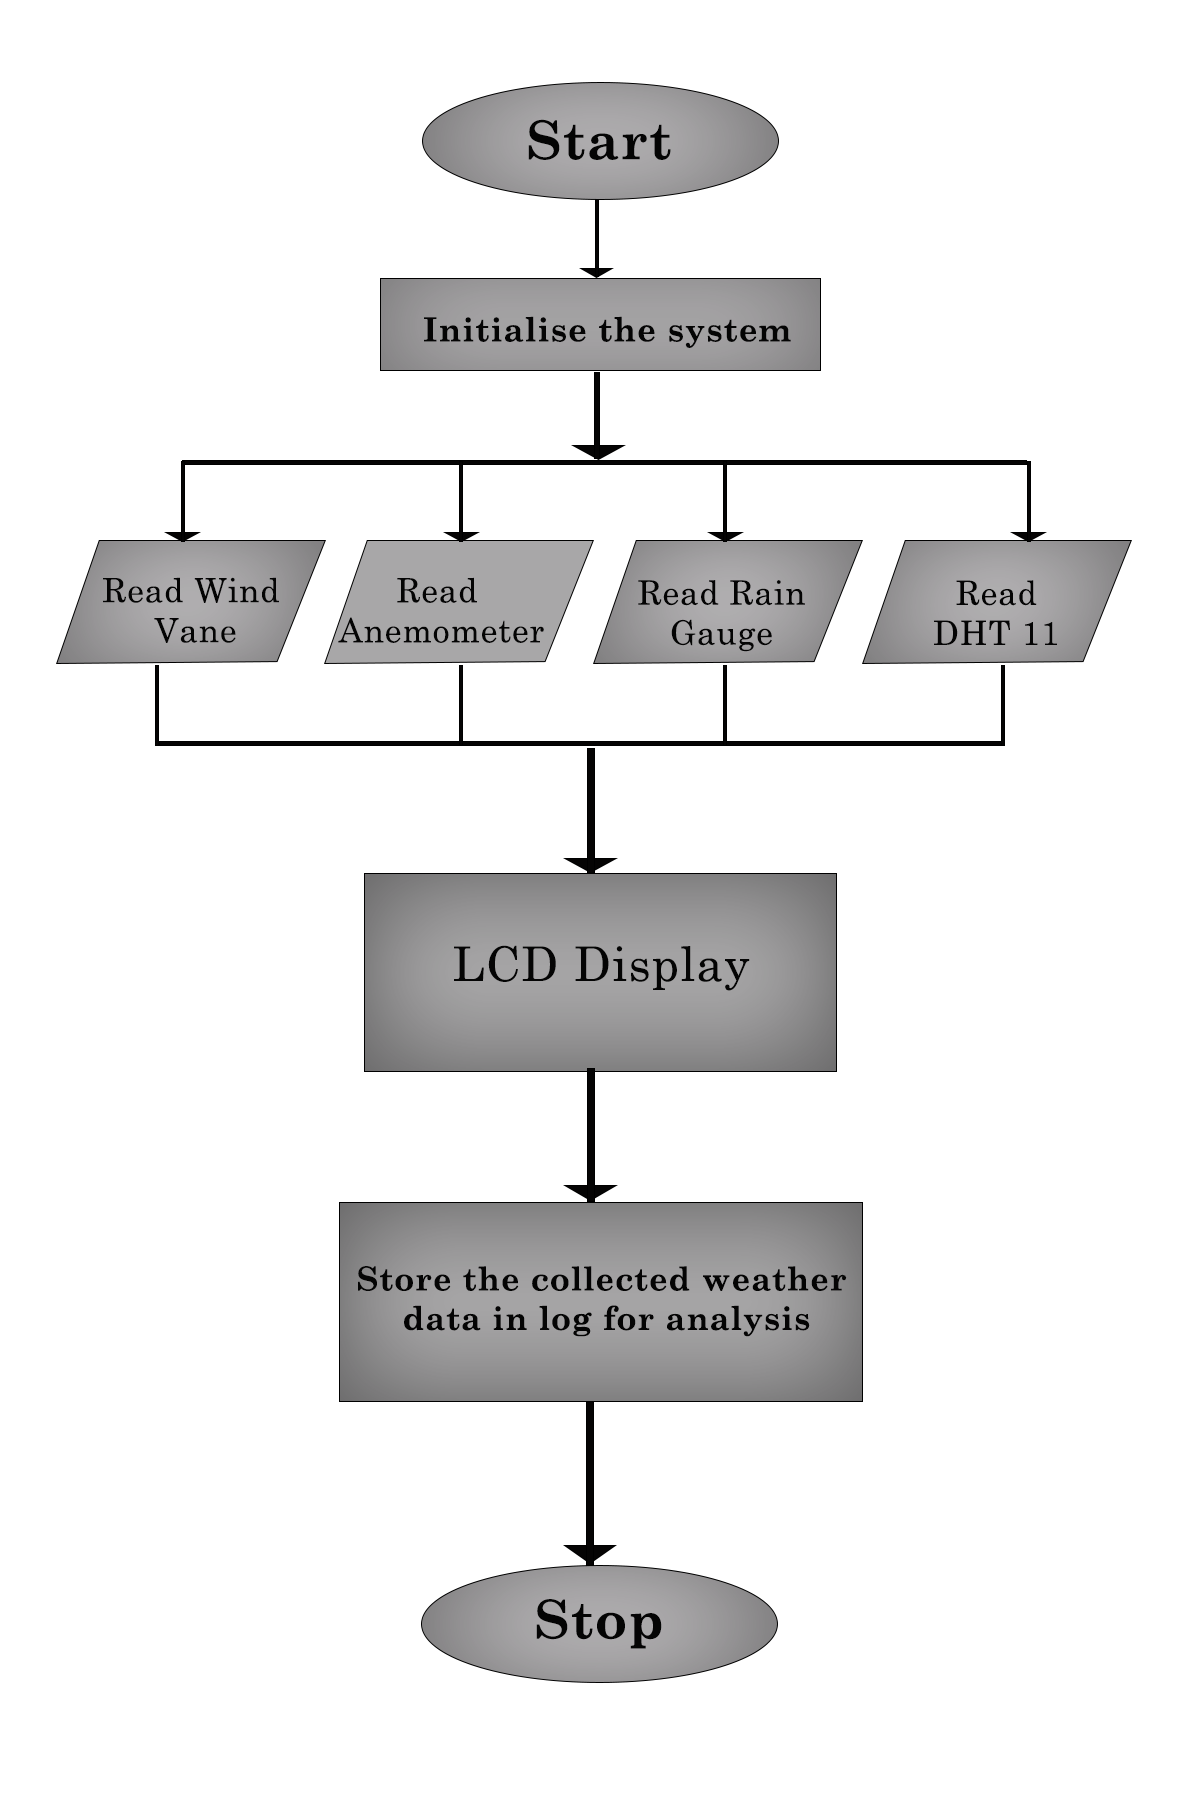 Start
Initialise the system
Read Wind
Vane
Read
Anemometer
Read Rain
Gauge
Read
DHT 11
LCD Display
Store the collected weather
data in log for analysis
Stop